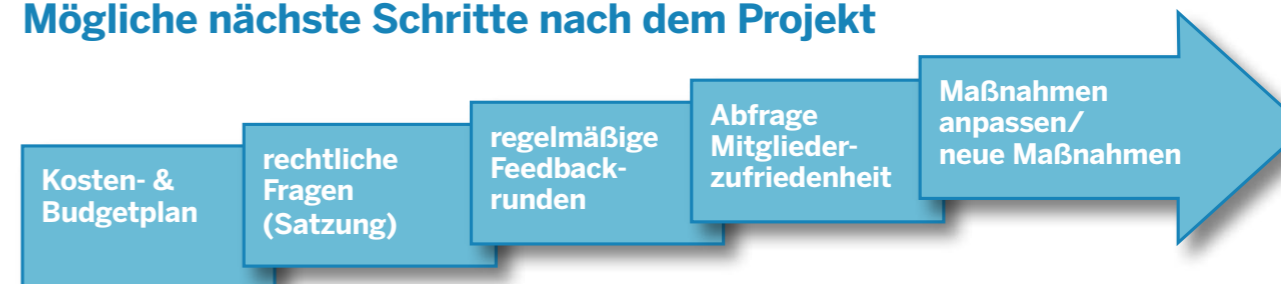 Mögliche nächste Schritte nach dem Projekt
Kosten- &
Budgetplan
rechtliche
Fragen
(Satzung)
regelmäßige
Feedback-
runden
Abfrage
Mitglieder-
zufriedenheit
Maßnahmen
anpassen/
neue Maßnahmen